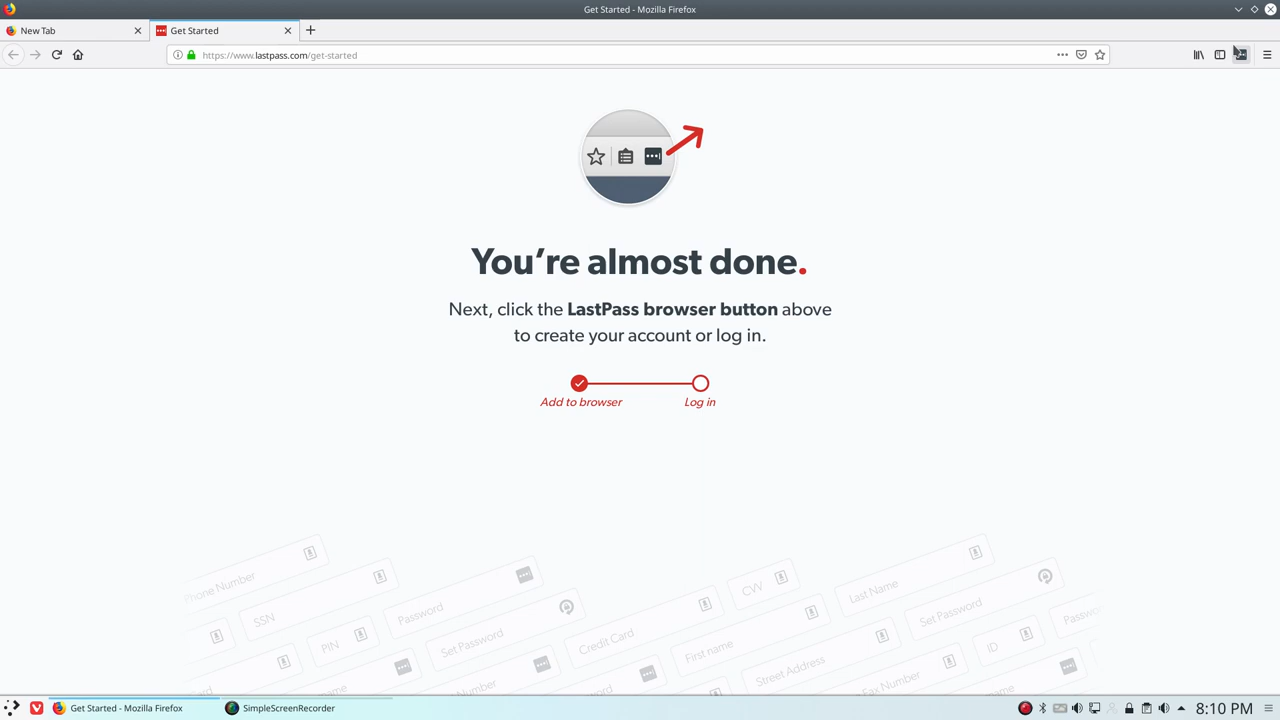 Get Started - Mozilla Firefox
New Tab
Get Started
https://www.lastpass.com/get-started
You're almost done.
Next, click the LastPass browser button above
to create your account or log in.
Add to browser
Log in
Phone Number
SSN
Password
CVV
Last Name
PIN
Set Password
Credit Card
First name
Set Password
Street Address
Fax Number
ID
Get Started - Mozilla Firefox
SimpleScreenRecorder
8:10 PM